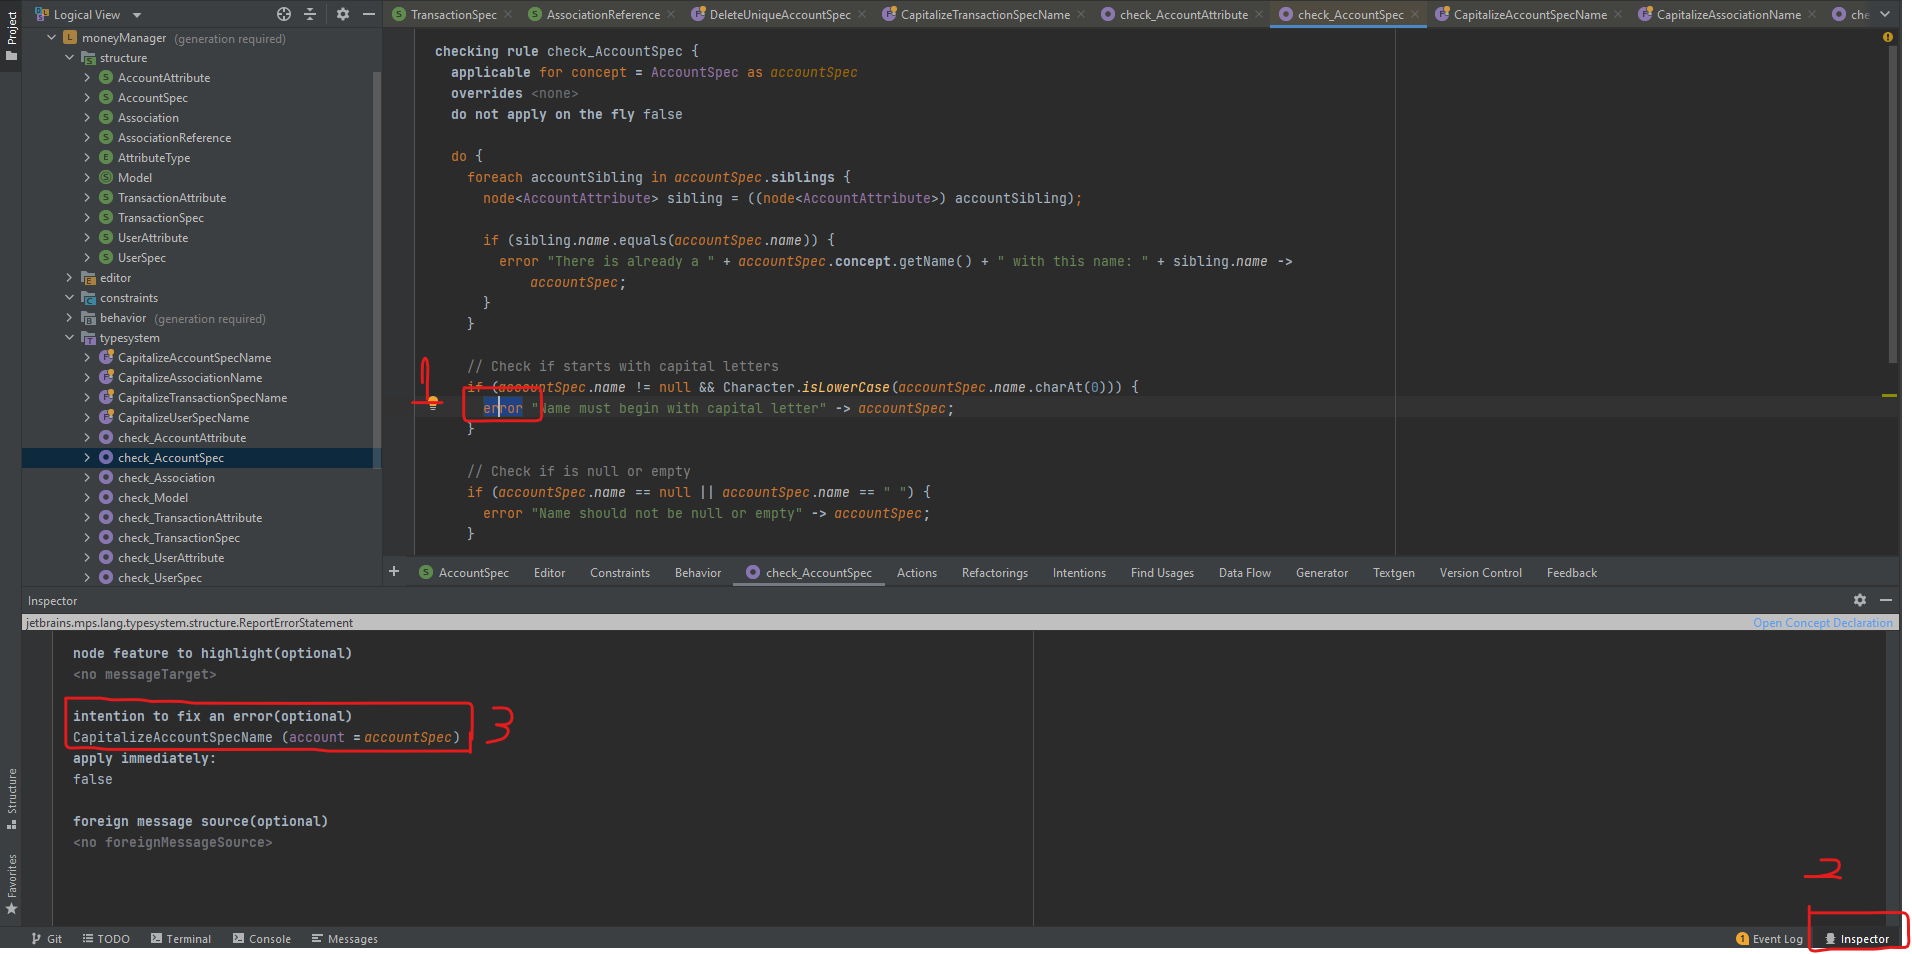 Project
Logical View
TransactionSpec
AssociationReference
DeleteUniqueAccountSpec
CapitalizeTransactionSpecName
check_AccountAttribute
check_AccountSpec
CapitalizeAccountSpecName
CapitalizeAssociationName
che
moneyManager (generation required)
structure
AccountAttribute
AccountSpec
Association
AssociationReference
AttributeType
Model
TransactionAttribute
TransactionSpec
UserAttribute
UserSpec
editor
constraints
behavior (generation required)
typesystem
CapitalizeAccountSpecName
CapitalizeAssociationName
CapitalizeTransactionSpecName
CapitalizeUserSpecName
check_AccountAttribute
check_AccountSpec
check_Association
check_Model
check_TransactionAttribute
check_TransactionSpec
check_UserAttribute
check_UserSpec
checking rule check_AccountSpec {
applicable for concept = AccountSpec as accountSpec
overrides <none>
do not apply on the fly false
do {
foreach accountSibling in accountSpec.siblings {
node<AccountAttribute> sibling = ((node<AccountAttribute>) accountSibling);
if (sibling.name.equals(accountSpec.name)) {
error "There is already a " + accountSpec.concept.getName() + " with this name: " + sibling.name ->
accountSpec;
}
}
// Check if starts with capital letters
1
if (accountSpec.name != null && Character.isLowerCase(accountSpec.name.charAt(0))) {
error "Name must begin with capital letter" -> accountSpec;
}
// Check if is null or empty
if (accountSpec.name == null || accountSpec.name == " ") {
error "Name should not be null or empty" -> accountSpec;
}
+ AccountSpec Editor Constraints Behavior check_AccountSpec Actions Refactorings Intentions Find Usages Data Flow Generator Textgen Version Control Feedback
Inspector
jetbrains.mps.lang.typesystem.structure.ReportErrorStatement
Open Concept Declaration
node feature to highlight(optional)
<no messageTarget>
intention to fix an error(optional)
CapitalizeAccountSpecName (account = accountSpec)
3
apply immediately:
false
foreign message source(optional)
<no foreignMessageSource>
Structure
Favorites
2
Git TODO Terminal Console Messages
1 Event Log Inspector